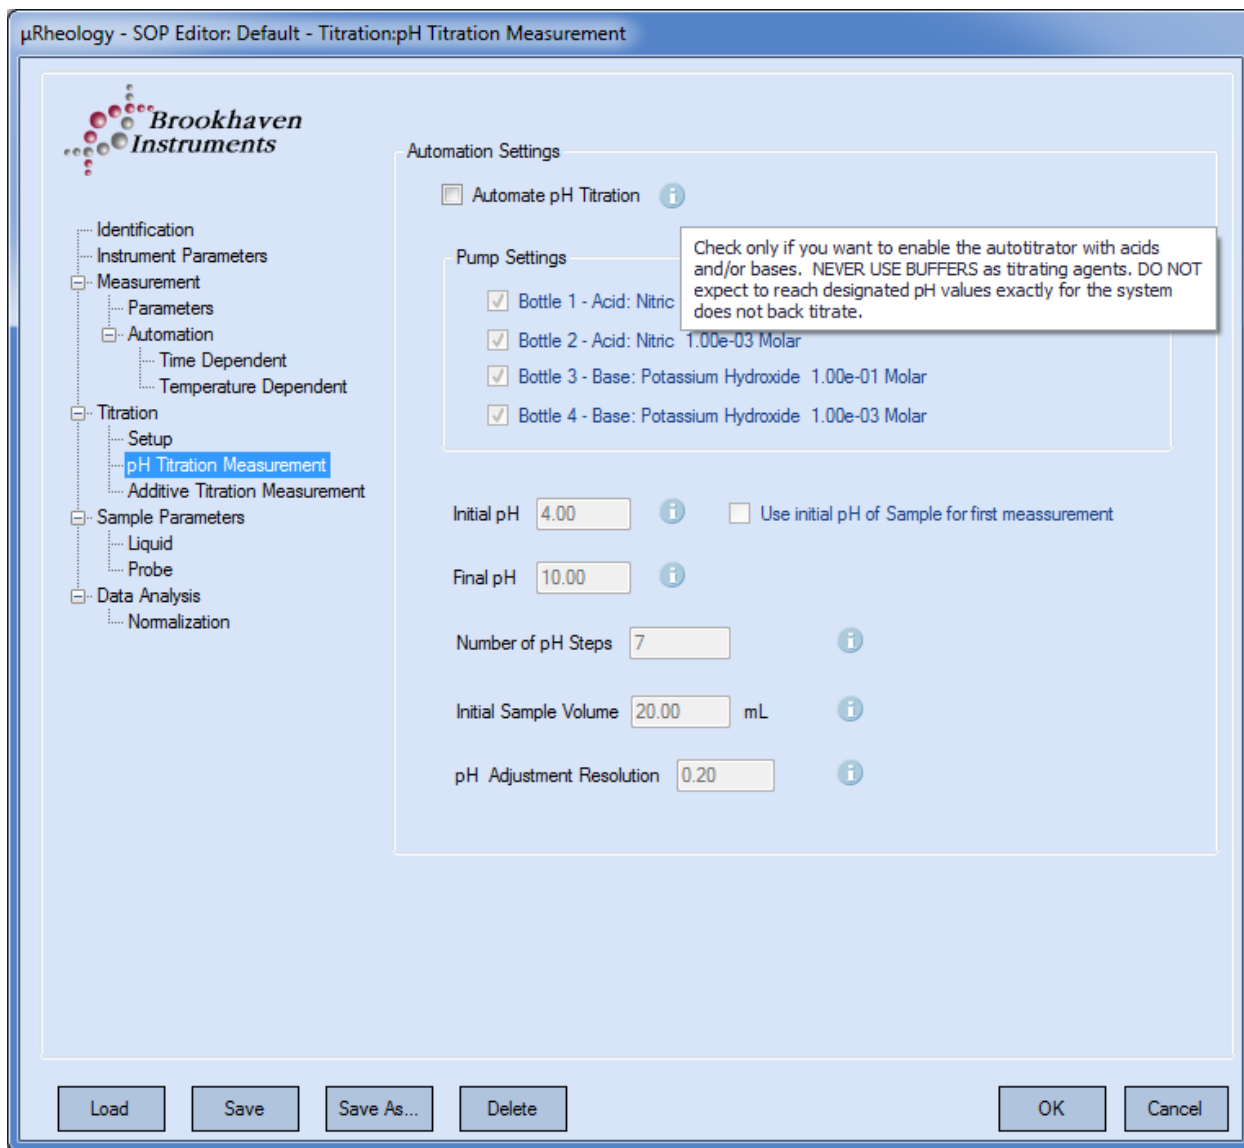 µRheology - SOP Editor: Default - Titration:pH Titration Measurement
Brookhaven
Instruments
Identification
Instrument Parameters
Measurement
Parameters
Automation
Time Dependent
Temperature Dependent
Titration
Setup
pH Titration Measurement
Additive Titration Measurement
Sample Parameters
Liquid
Probe
Data Analysis
Normalization
Automation Settings
Automate pH Titration
Check only if you want to enable the autotitrator with acids
and/or bases. NEVER USE BUFFERS as titrating agents. DO NOT
expect to reach designated pH values exactly for the system
does not back titrate.
Pump Settings
Bottle 1 - Acid: Nitric
Bottle 2 - Acid: Nitric 1.00e-03 Molar
Bottle 3 - Base: Potassium Hydroxide 1.00e-01 Molar
Bottle 4 - Base: Potassium Hydroxide 1.00e-03 Molar
Initial pH 4.00 Use initial pH of Sample for first meassurement
Final pH 10.00
Number of pH Steps 7
Initial Sample Volume 20.00 mL
pH Adjustment Resolution 0.20
Load Save Save As... Delete OK Cancel